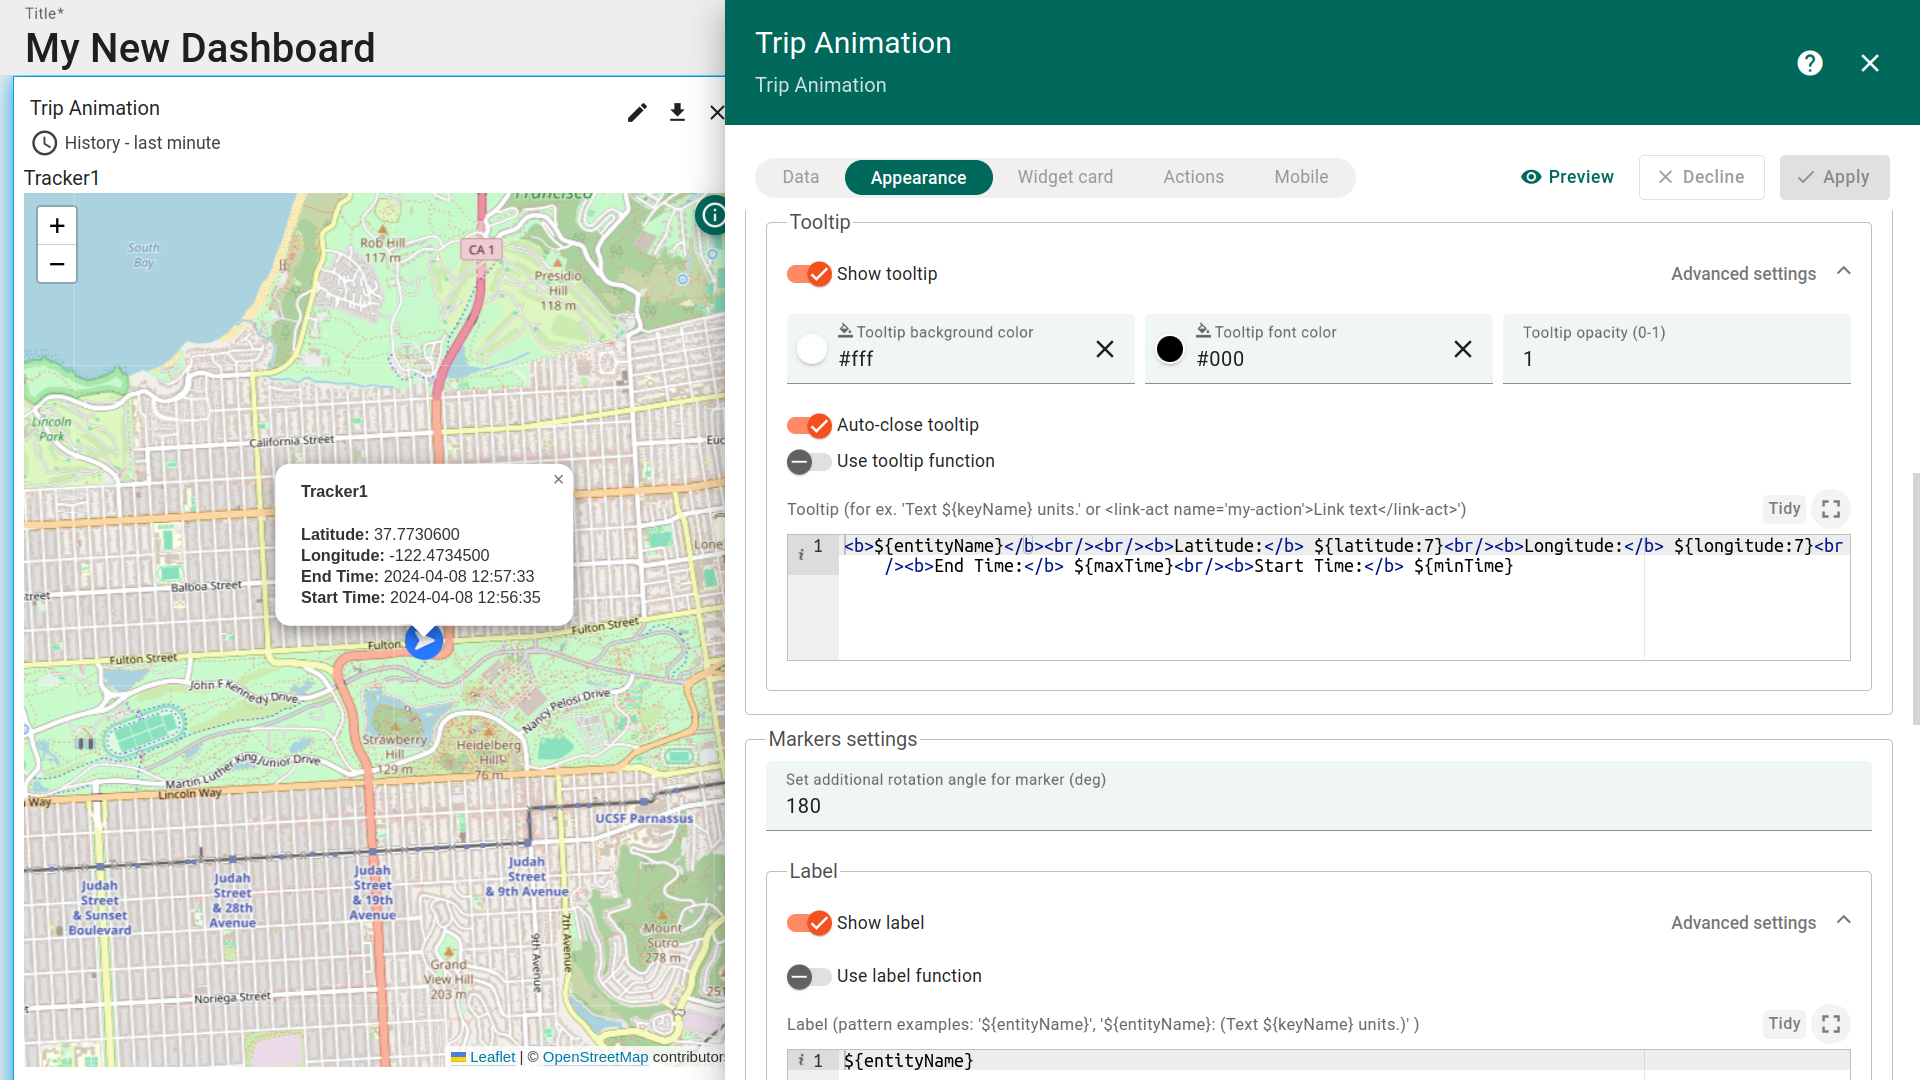 Title*
My New Dashboard
Trip Animation
History - last minute
Tracker1
+
−
South
Bay
Rob Hill
117 m
CA 1
Presidio
Hill
118 m
Lincoln
Park
California Street
Balboa Street
Tracker1
×
Latitude: 37.7730600
Longitude: -122.4734500
End Time: 2024-04-08 12:57:33
Start Time: 2024-04-08 12:56:35
Fulton Street
Fulton
Fulton Street
John F Kennedy Drive
Nancy Pelosi Drive
Strawberry
Hill
129 m
Heidelberg
Hill
76 m
Martin Luther King Junior Drive
Way
Lincoln Way
UCSF Parnassus
Judah
Street
& Sunset
Boulevard
Judah
Street
& 28th
Avenue
Judah
Street
& 19th
Avenue
Judah
Street
& 9th Avenue
7th Avenue
9th Avenue
Mount
Sutro
278 m
Grand
View Hill
203 m
Noriega Street
Leaflet | © OpenStreetMap contributors
Trip Animation
Trip Animation
Data
Appearance
Widget card
Actions
Mobile
Preview
Decline
Apply
Tooltip
Show tooltip
Advanced settings
Tooltip background color
#fff
Tooltip font color
#000
Tooltip opacity (0-1)
1
Auto-close tooltip
Use tooltip function
Tooltip (for ex. 'Text ${keyName} units.' or <link-act name='my-action'>Link text</link-act>')
Tidy
1
<b>${entityName}</b><br/><br/><b>Latitude:</b> ${latitude:7}<br/><b>Longitude:</b> ${longitude:7}<br
/><b>End Time:</b> ${maxTime}<br/><b>Start Time:</b> ${minTime}
Markers settings
Set additional rotation angle for marker (deg)
180
Label
Show label
Advanced settings
Use label function
Label (pattern examples: '${entityName}', '${entityName}: (Text ${keyName} units.)' )
Tidy
1
${entityName}